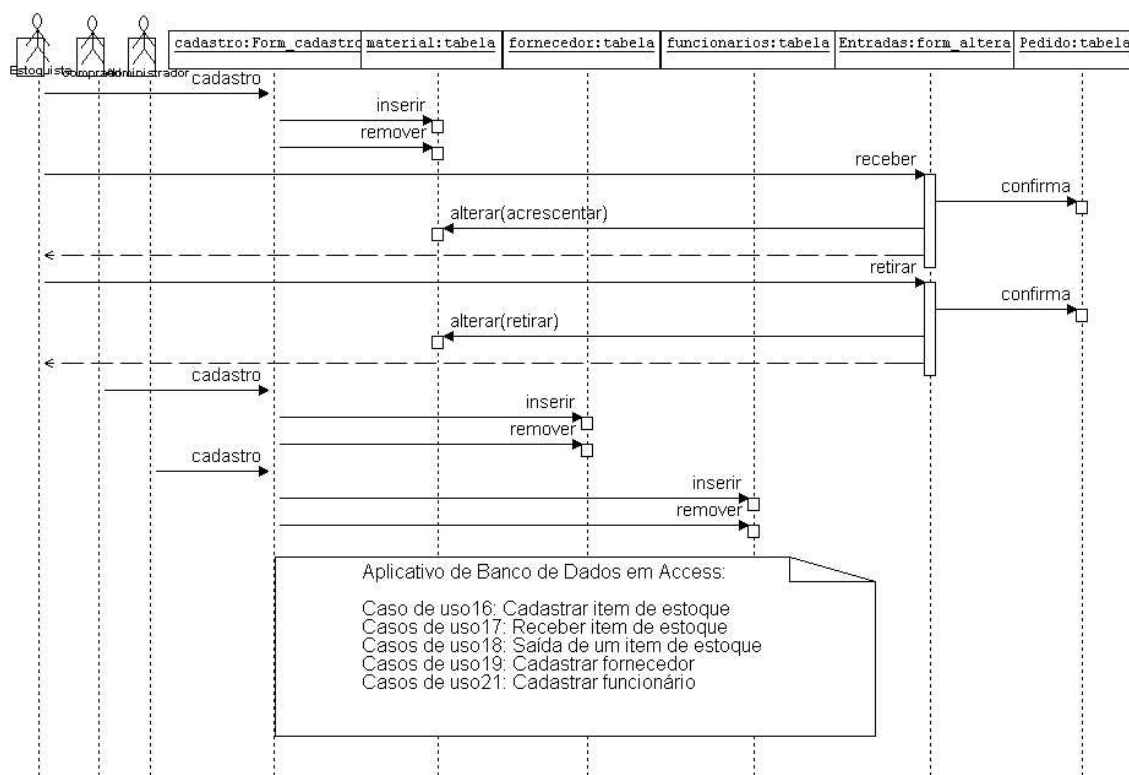 cadastro:Form_cadastro material:tabela fornecedor:tabela funcionarios:tabela Entradas:form_altera Pedido:tabela
Estoquista Administrador
cadastro
inserir
remover
receber
confirma
alterar(acrescentar)
retirar
confirma
alterar(retirar)
cadastro
inserir
remover
cadastro
inserir
remover
Aplicativo de Banco de Dados em Access:
Caso de uso16: Cadastrar item de estoque
Casos de uso17: Receber item de estoque
Casos de uso18: Saída de um item de estoque
Casos de uso19: Cadastrar fornecedor
Casos de uso21: Cadastrar funcionário